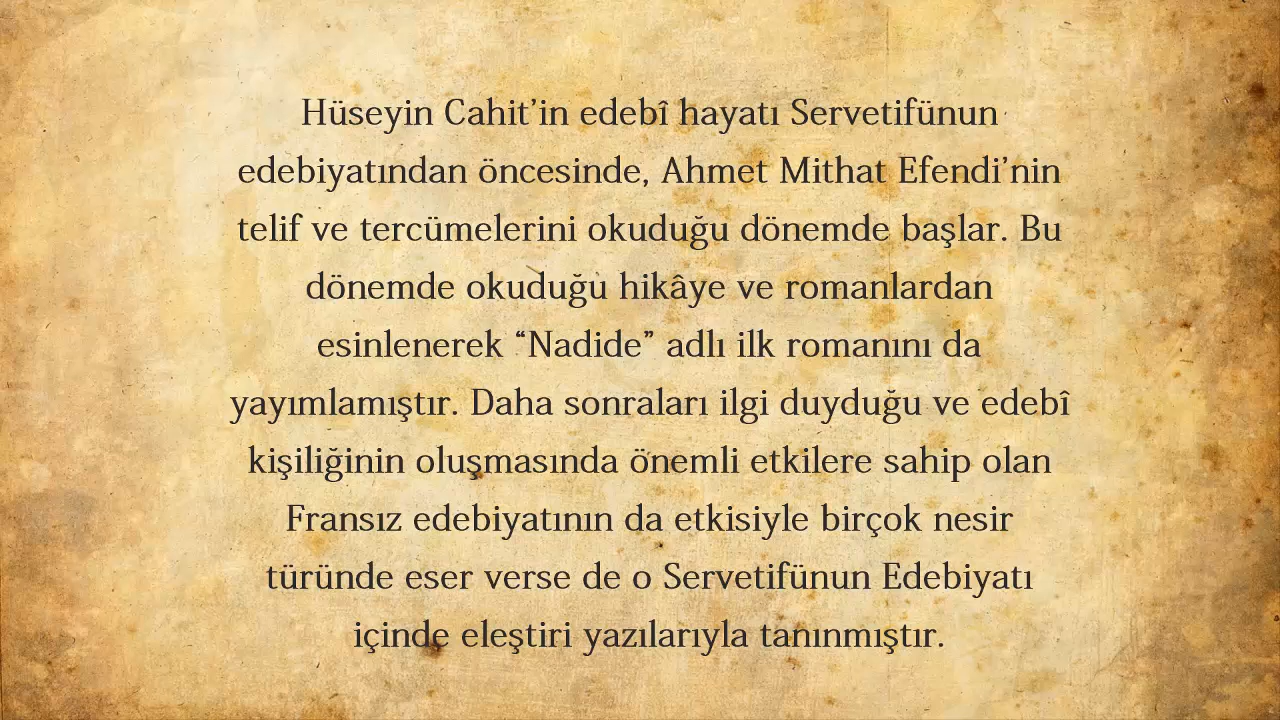 Hüseyin Cahit’in edebî hayatı Servetifünun
edebiyatından öncesinde, Ahmet Mithat Efendi’nin
telif ve tercümelerini okuduğu dönemde başlar. Bu
dönemde okuduğu hikâye ve romanlardan
esinlenerek “Nadide” adlı ilk romanını da
yayımlamıştır. Daha sonraları ilgi duyduğu ve edebî
kişiliğinin oluşmasında önemli etkilere sahip olan
Fransız edebiyatının da etkisiyle birçok nesir
türünde eser verse de o Servetifünun Edebiyatı
içinde eleştiri yazılarıyla tanınmıştır.